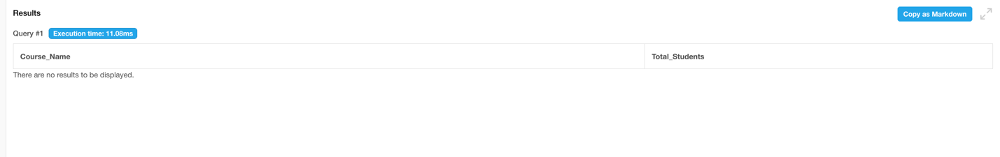 Results
Copy as Markdown
Query #1 Execution time: 11.08ms
Course_Name Total_Students
There are no results to be displayed.